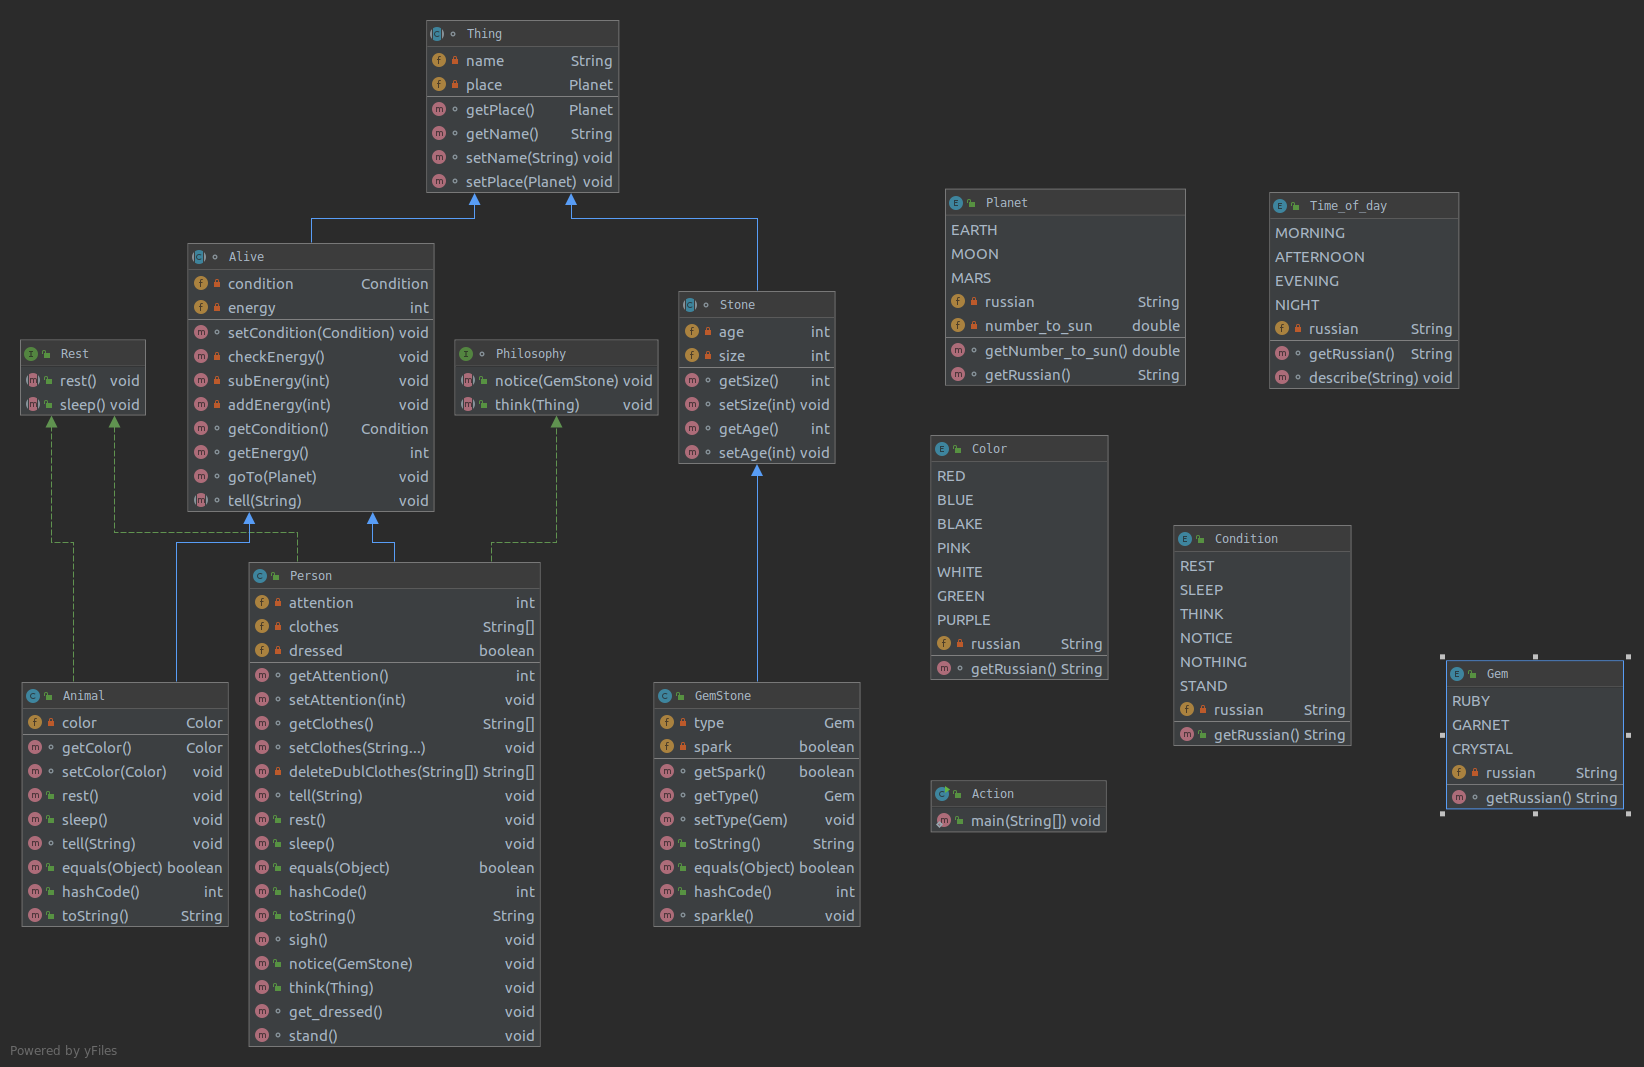 Thing
name String
place Planet
getPlace() Planet
getName() String
setName(String) void
setPlace(Planet) void
Alive
condition Condition
energy int
setCondition(Condition) void
checkEnergy() void
subEnergy(int) void
addEnergy(int) void
getCondition() Condition
getEnergy() int
goTo(Planet) void
tell(String) void
Rest
rest() void
sleep() void
Philosophy
notice(GemStone) void
think(Thing) void
Stone
age int
size int
getSize() int
setSize(int) void
getAge() int
setAge(int) void
Planet
EARTH
MOON
MARS
russian String
number_to_sun double
getNumber_to_sun() double
getRussian() String
Time_of_day
MORNING
AFTERNOON
EVENING
NIGHT
russian String
getRussian() String
describe(String) void
Color
RED
BLUE
BLAKE
PINK
WHITE
GREEN
PURPLE
russian String
getRussian() String
Condition
REST
SLEEP
THINK
NOTICE
NOTHING
STAND
russian String
getRussian() String
Gem
RUBY
GARNET
CRYSTAL
russian String
getRussian() String
Action
main(String[]) void
Animal
color Color
getColor() Color
setColor(Color) void
rest() void
sleep() void
tell(String) void
equals(Object) boolean
hashCode() int
toString() String
Person
attention int
clothes String[]
dressed boolean
getAttention() int
setAttention(int) void
getClothes() String[]
setClothes(String...) void
deleteDublClothes(String[]) String[]
tell(String) void
rest() void
sleep() void
equals(Object) boolean
hashCode() int
toString() String
sigh() void
notice(GemStone) void
think(Thing) void
get_dressed() void
stand() void
GemStone
type Gem
spark boolean
getSpark() boolean
getType() Gem
setType(Gem) void
toString() String
equals(Object) boolean
hashCode() int
sparkle() void
Powered by yFiles